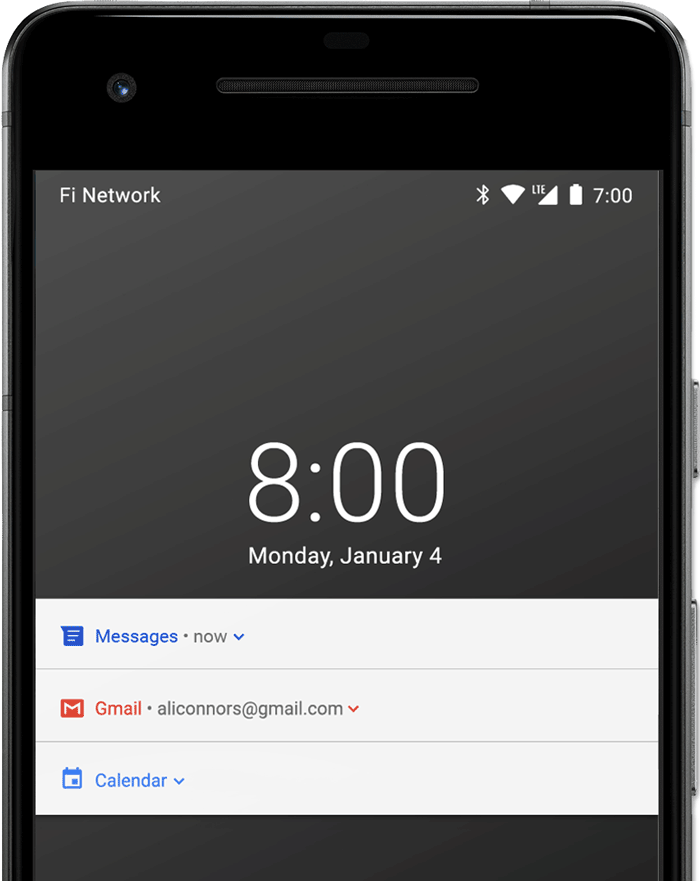 Fi Network LTE 7:00
8:00
Monday, January 4
Messages • now
Gmail • aliconnors@gmail.com
Calendar